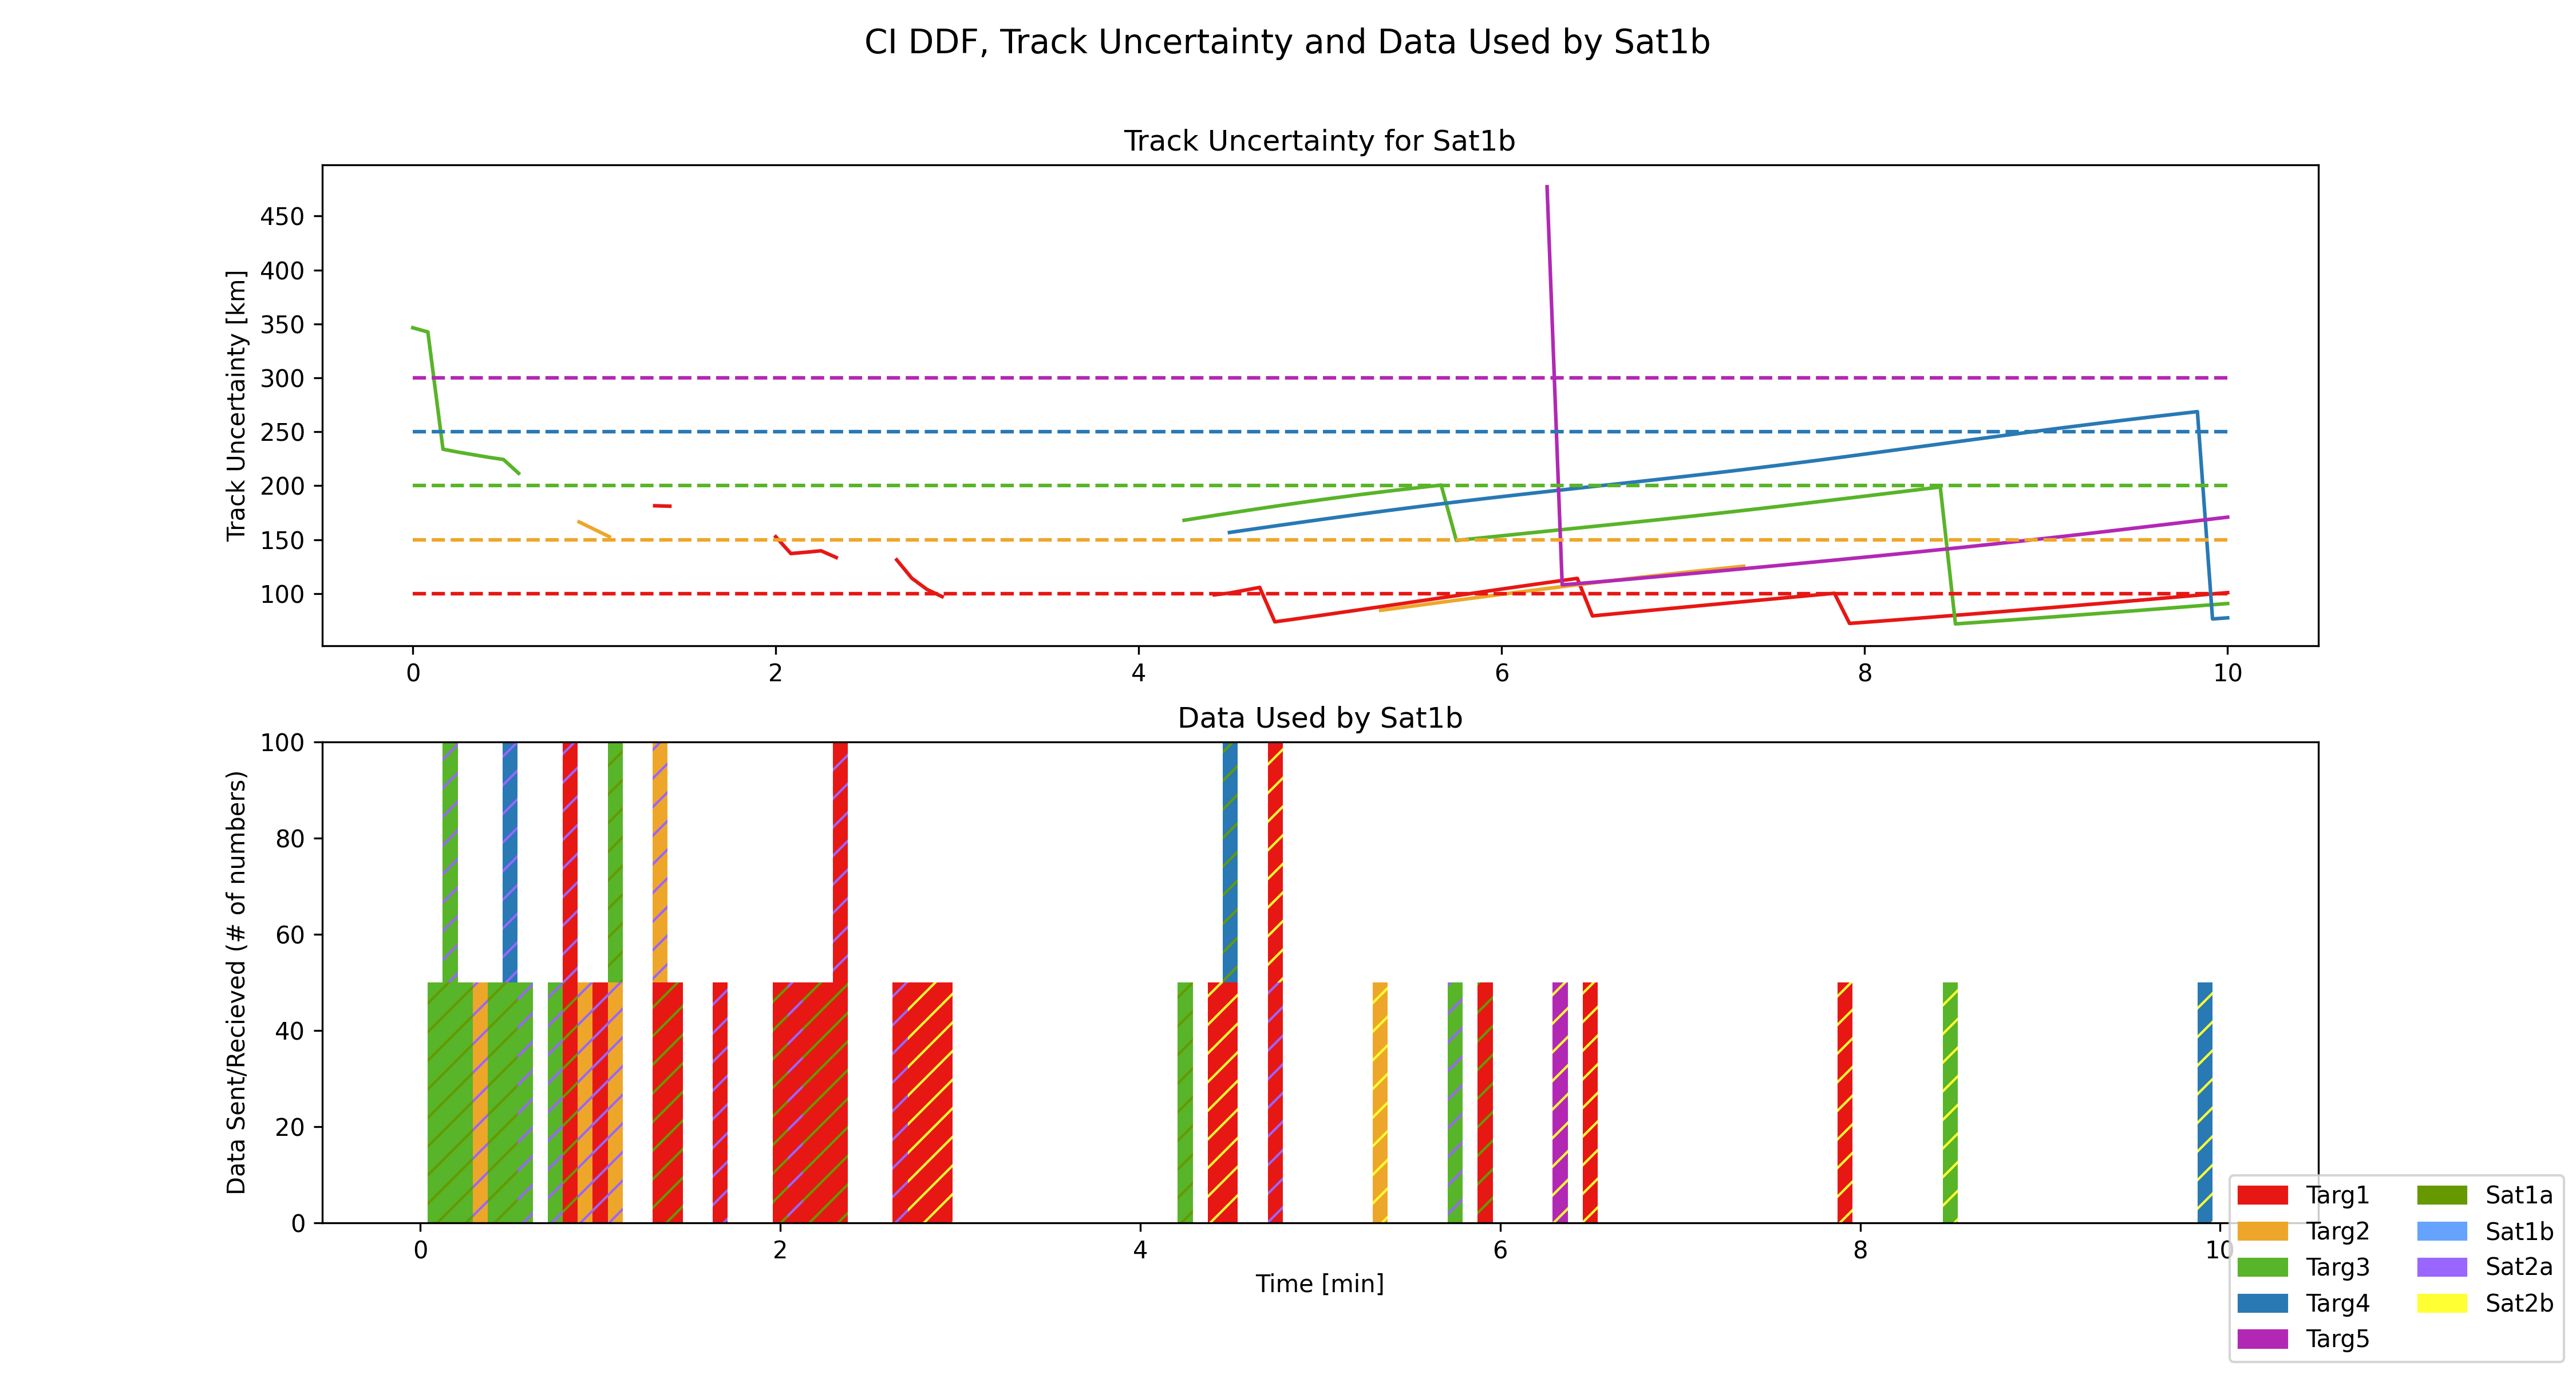 CI DDF, Track Uncertainty and Data Used by Sat1b
Track Uncertainty for Sat1b
Track Uncertainty [km]
450
400
350
300
250
200
150
100
0 2 4 6 8 10
Data Used by Sat1b
Data Sent/Recieved (# of numbers)
100
80
60
40
20
0
0 2 4 6 8 10
Time [min]
Targ1 Sat1a
Targ2 Sat1b
Targ3 Sat2a
Targ4 Sat2b
Targ5